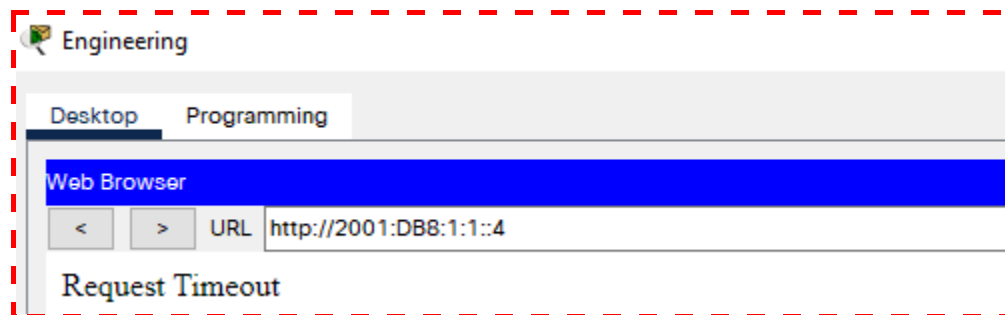 Engineering
Desktop Programming
Web Browser
< > URL http://2001:DB8:1:1::4
Request Timeout